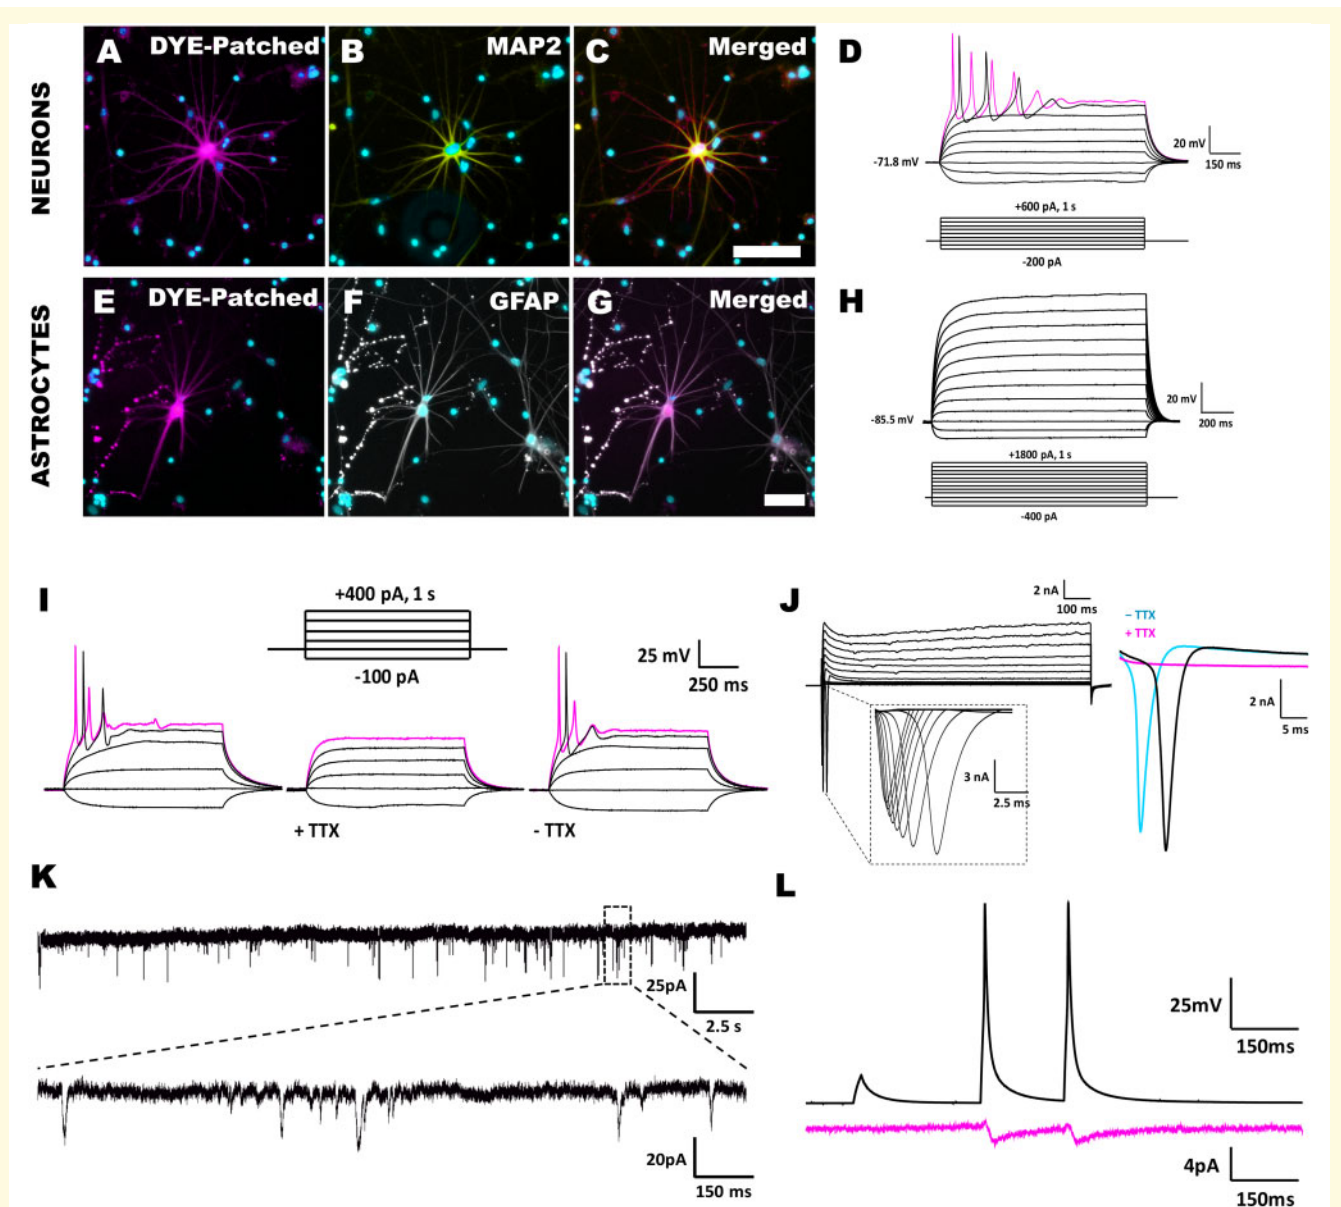 NEURONS
A DYE-Patched
B MAP2
C Merged
D
-71.8 mV
20 mV
150 ms
+600 pA, 1 s
-200 pA
ASTROCYTES
E DYE-Patched
F GFAP
G Merged
H
-85.5 mV
20 mV
200 ms
+1800 pA, 1 s
-400 pA
I
+400 pA, 1 s
-100 pA
25 mV
250 ms
+ TTX
- TTX
J
2 nA
100 ms
3 nA
2.5 ms
– TTX
+ TTX
2 nA
5 ms
K
25pA
2.5 s
20pA
150 ms
L
25mV
150ms
4pA
150ms